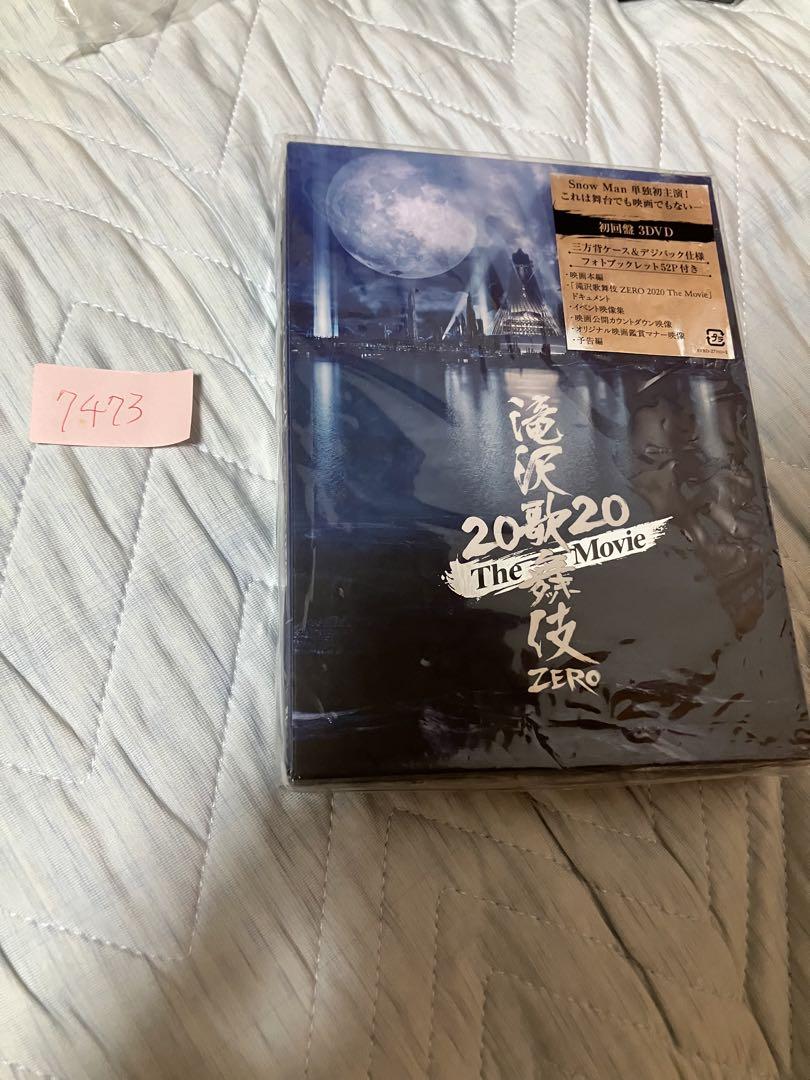 7473
Snow Man 単独初主演!
これは舞台でも映画でもない―
初回盤 3DVD
三方背ケース&デジパック仕様
フォトブックレット52P付き
・映画本編
・「滝沢歌舞伎 ZERO 2020 The Movie」
ドキュメント
・イベント映像集
・映画公開カウントダウン映像
・オリジナル映画鑑賞マナー映像
・予告編
滝沢歌舞伎
2020
The Movie
ZERO